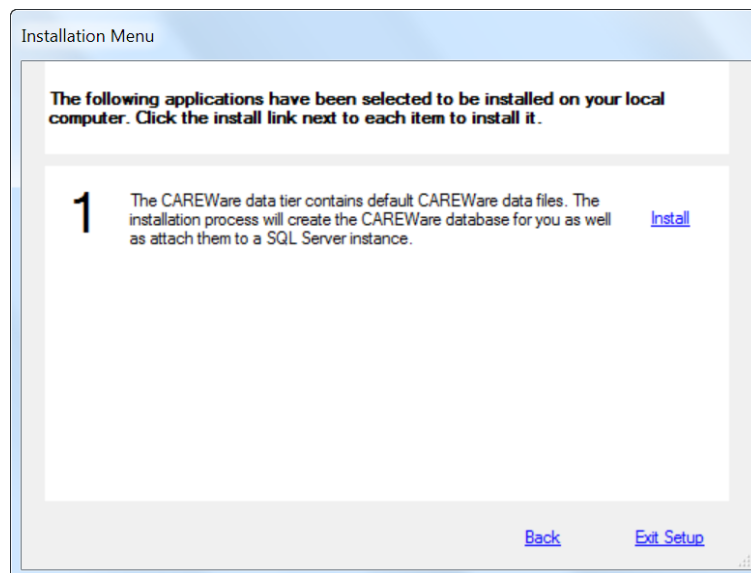 Installation Menu
The following applications have been selected to be installed on your local
computer. Click the install link next to each item to install it.
1
The CAREWare data tier contains default CAREWare data files. The
installation process will create the CAREWare database for you as well
as attach them to a SQL Server instance.
Install
Back
Exit Setup